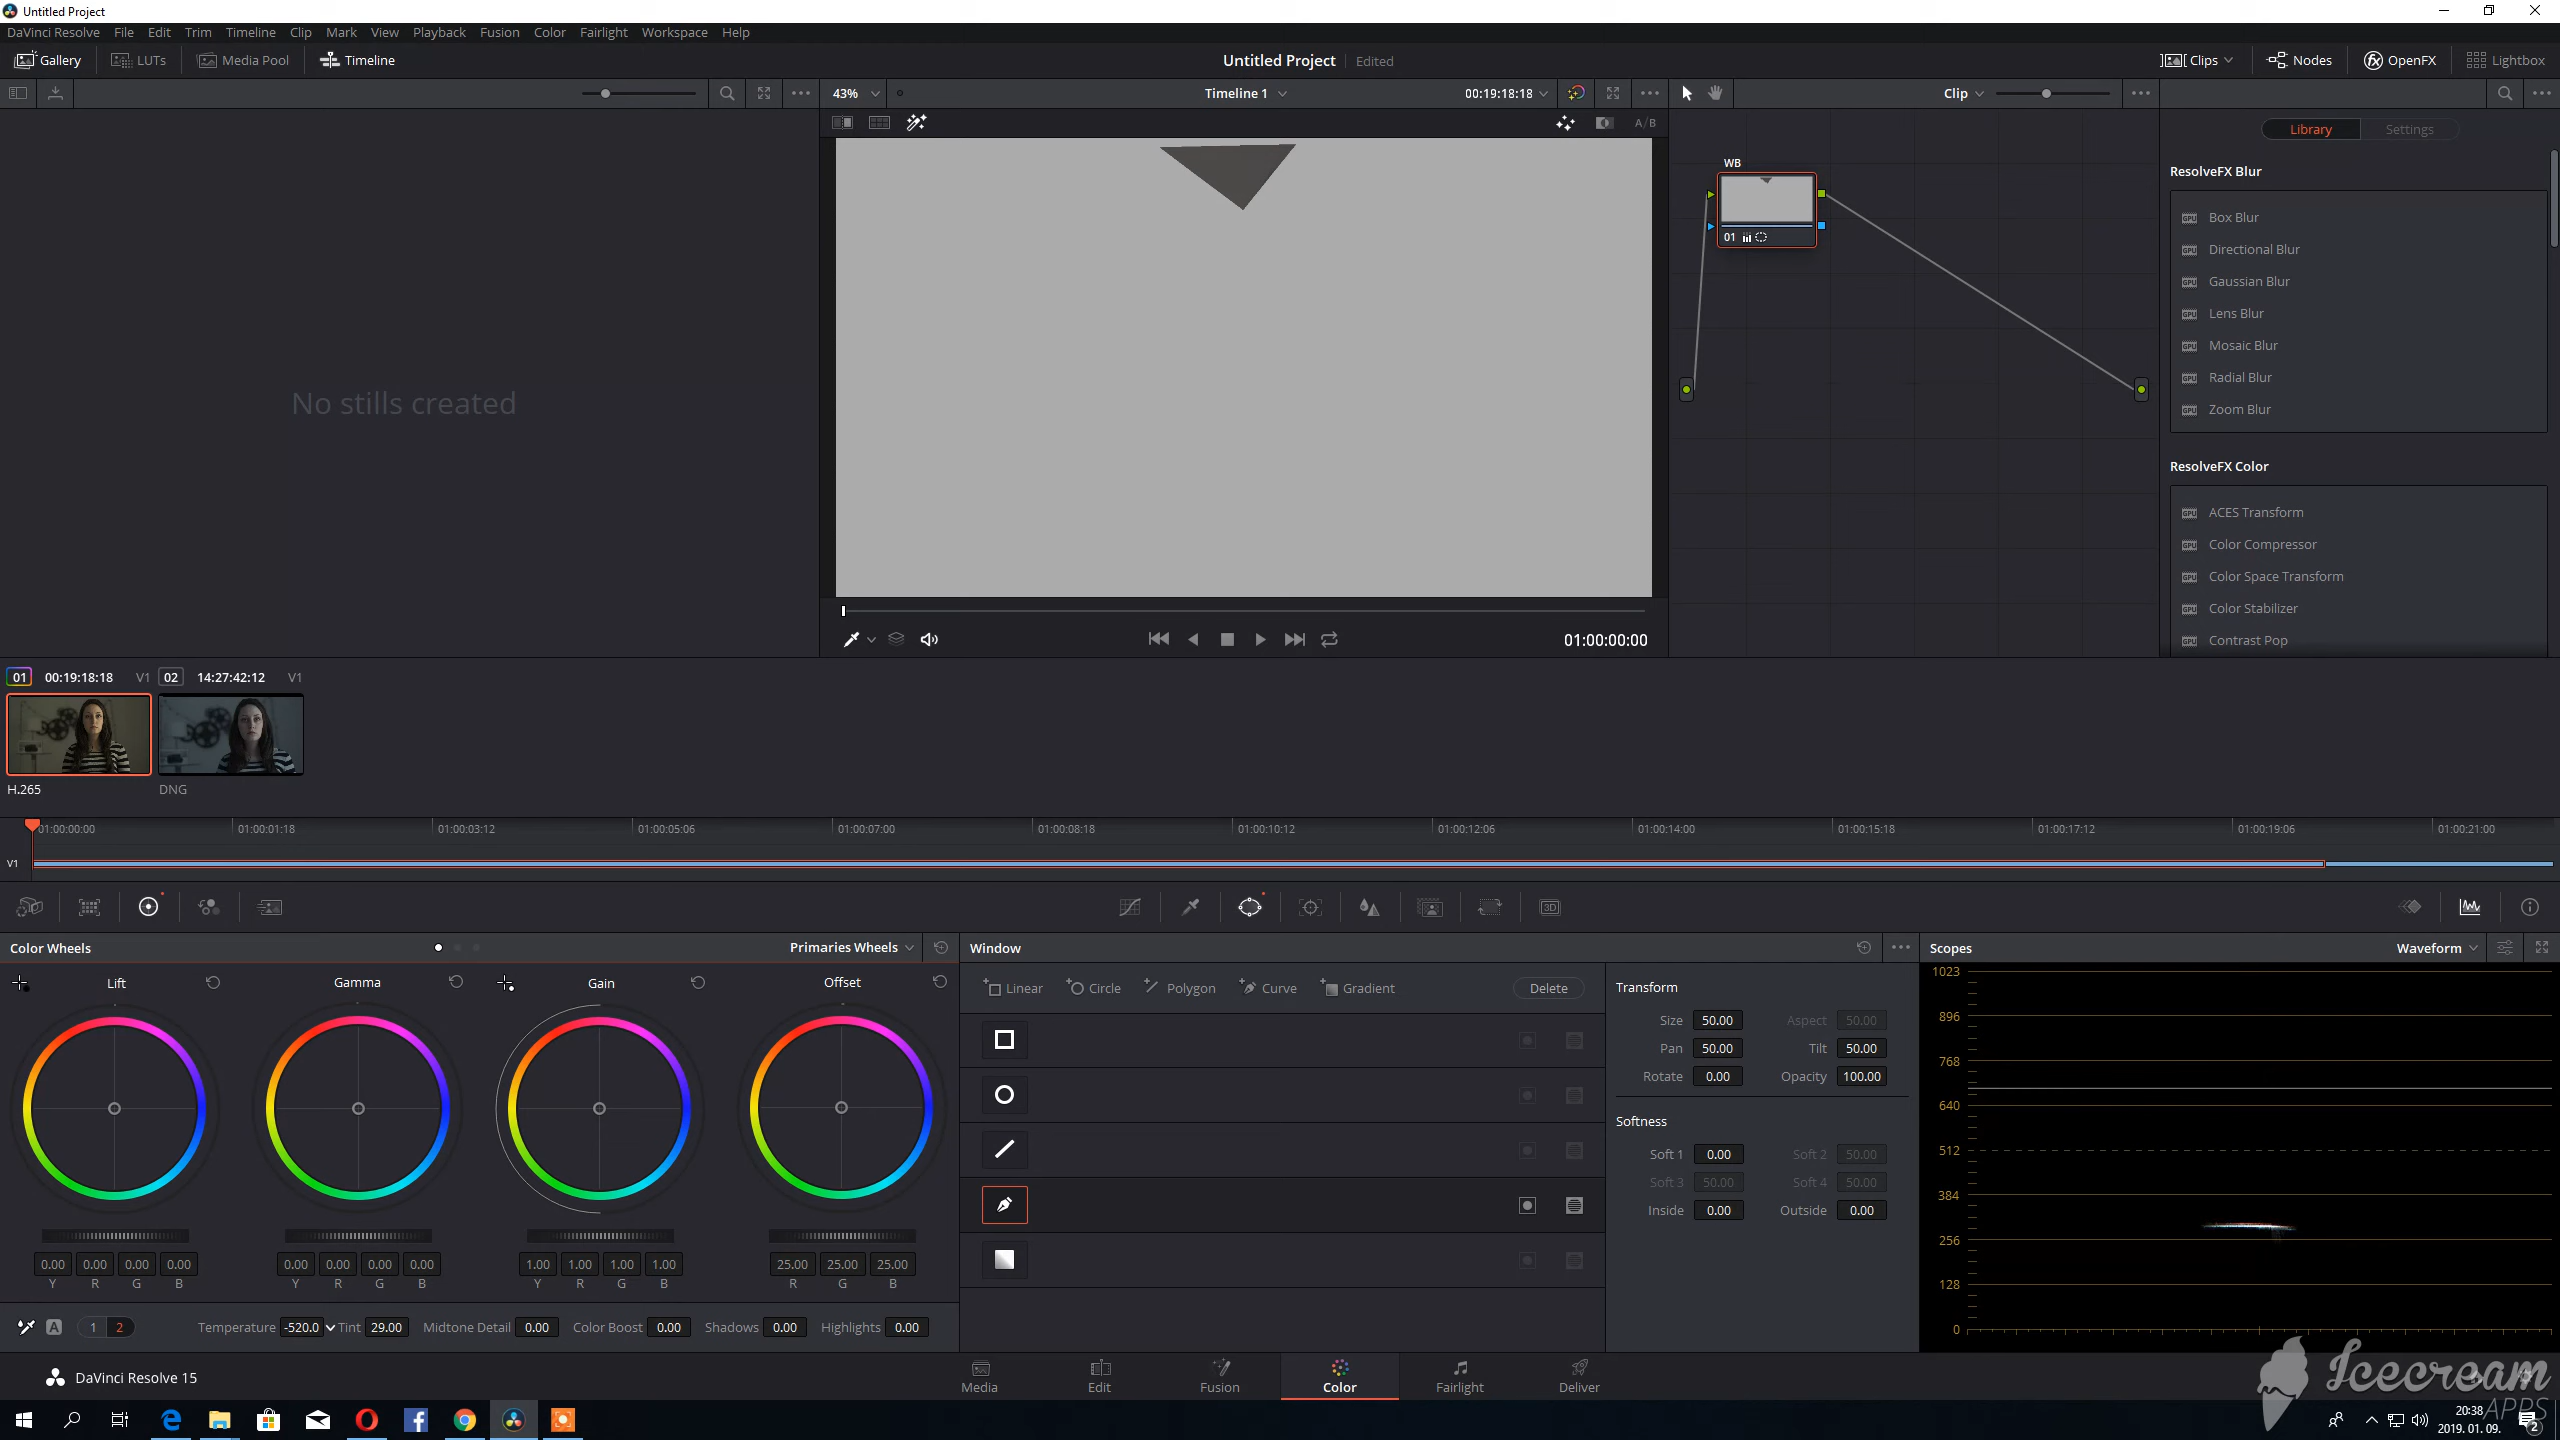 Untitled Project
DaVinci Resolve File Edit Trim Timeline Clip Mark View Playback Fusion Color Fairlight Workspace Help
Gallery LUTs Media Pool Timeline Untitled Project Edited Clips Nodes OpenFX Lightbox
43% Timeline 1 00:19:18:18 Clip
A/B
Library Settings
WB
01
No stills created
ResolveFX Blur
Box Blur
Directional Blur
Gaussian Blur
Lens Blur
Mosaic Blur
Radial Blur
Zoom Blur
ResolveFX Color
ACES Transform
Color Compressor
Color Space Transform
Color Stabilizer
Contrast Pop
01:00:00:00
01 00:19:18:18 V1 02 14:27:42:12 V1
H.265 DNG
01:00:00:00 01:00:01:18 01:00:03:12 01:00:05:06 01:00:07:00 01:00:08:18 01:00:10:12 01:00:12:06 01:00:14:00 01:00:15:18 01:00:17:12 01:00:19:06 01:00:21:00
V1
3D
Color Wheels Primaries Wheels Window Scopes Waveform
Lift Gamma Gain Offset
0.00 0.00 0.00 0.00 0.00 0.00 0.00 0.00 1.00 1.00 1.00 1.00 25.00 25.00 25.00
Y R G B Y R G B Y R G B R G B
A 1 2 Temperature -520.0 Tint 29.00 Midtone Detail 0.00 Color Boost 0.00 Shadows 0.00 Highlights 0.00
Linear Circle Polygon Curve Gradient Delete
Transform
Size 50.00 Aspect 50.00
Pan 50.00 Tilt 50.00
Rotate 0.00 Opacity 100.00
Softness
Soft 1 0.00 Soft 2 50.00
Soft 3 50.00 Soft 4 50.00
Inside 0.00 Outside 0.00
1023
896
768
640
512
384
256
128
0
DaVinci Resolve 15
Media Edit Fusion Color Fairlight Deliver
Icecream
APPS
20:38
2019. 01. 09.
2